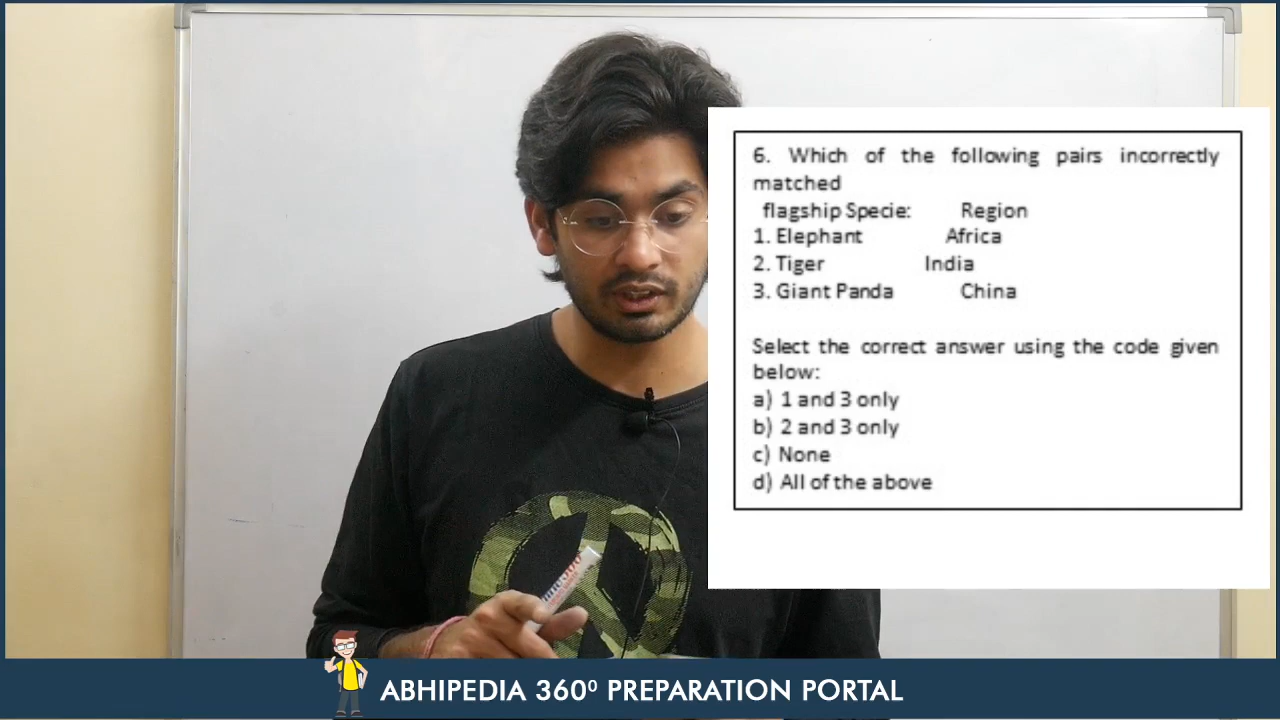 6. Which of the following pairs incorrectly
matched
flagship Specie: Region
1. Elephant Africa
2. Tiger India
3. Giant Panda China
Select the correct answer using the code given
below:
a) 1 and 3 only
b) 2 and 3 only
c) None
d) All of the above
ABHIPEDIA 360⁰ PREPARATION PORTAL